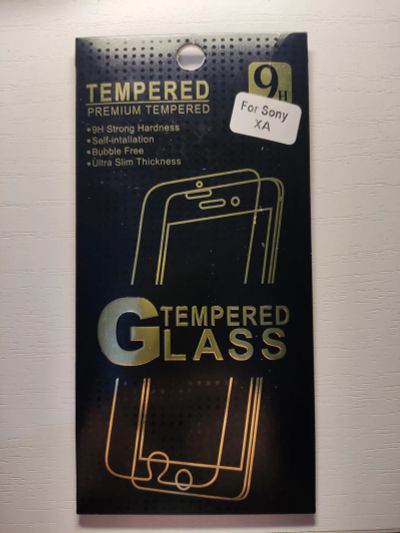 TEMPERED
PREMIUM TEMPERED
• 9H Strong Hardness
• Self-intallation
• Bubble Free
• Ultra Slim Thickness
9H
For Sony
XA
TEMPERED
GLASS